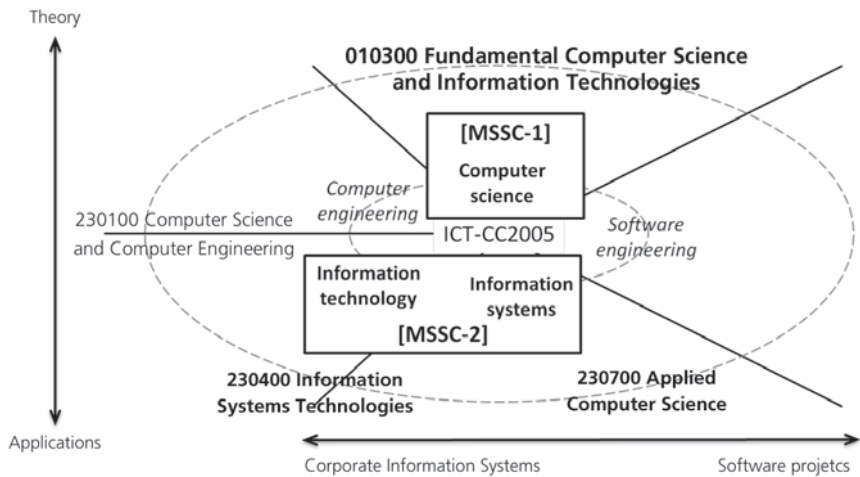 Theory
010300 Fundamental Computer Science
and Information Technologies
[MSSC-1]
Computer
science
Computer
engineering
230100 Computer Science
and Computer Engineering
ICT-CC2005
Software
engineering
Information
technology
Information
systems
[MSSC-2]
230400 Information
Systems Technologies
230700 Applied
Computer Science
Applications
Corporate Information Systems
Software projetcs